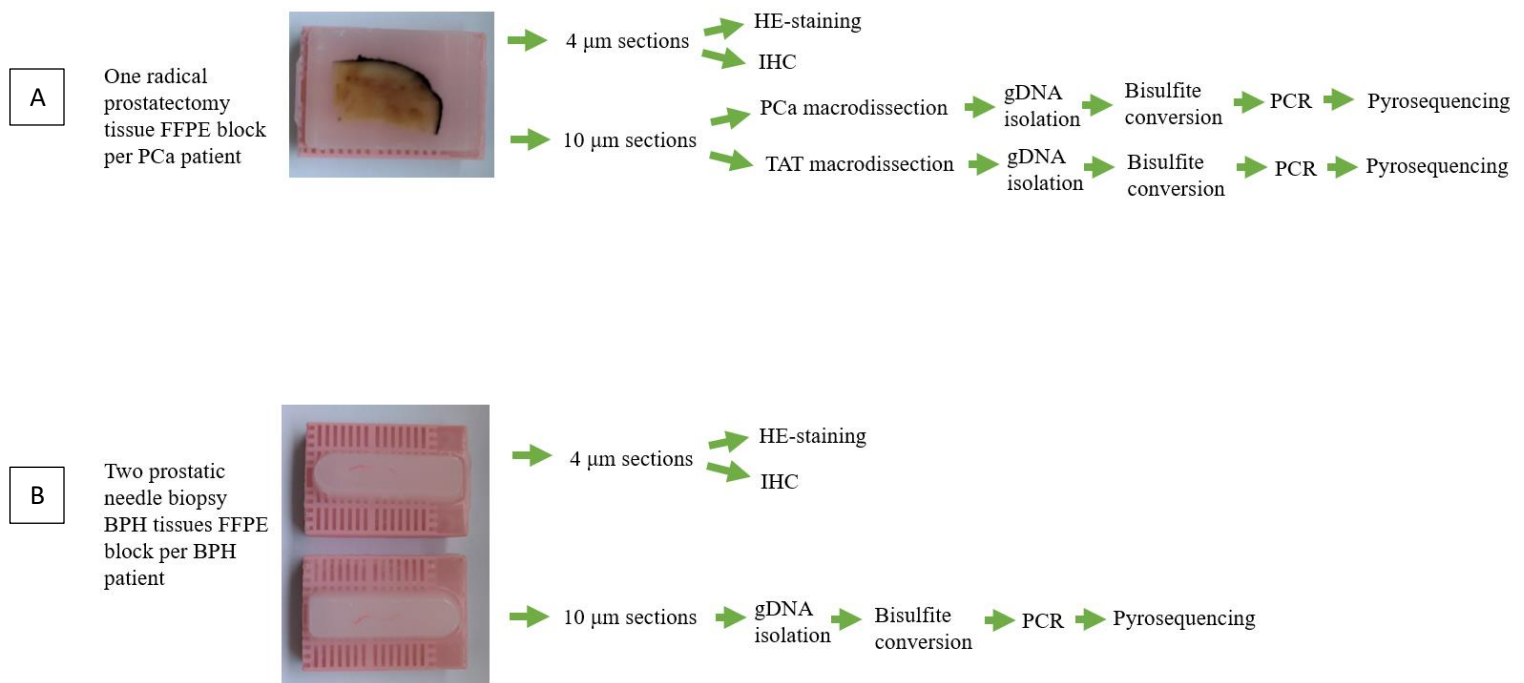 A
One radical
prostatectomy
tissue FFPE block
per PCa patient
4 μm sections
HE-staining
IHC
10 μm sections
PCa macrodissection
gDNA
isolation
Bisulfite
conversion
PCR
Pyrosequencing
TAT macrodissection
gDNA
isolation
Bisulfite
conversion
PCR
Pyrosequencing
B
Two prostatic
needle biopsy
BPH tissues FFPE
block per BPH
patient
4 μm sections
HE-staining
IHC
10 μm sections
gDNA
isolation
Bisulfite
conversion
PCR
Pyrosequencing